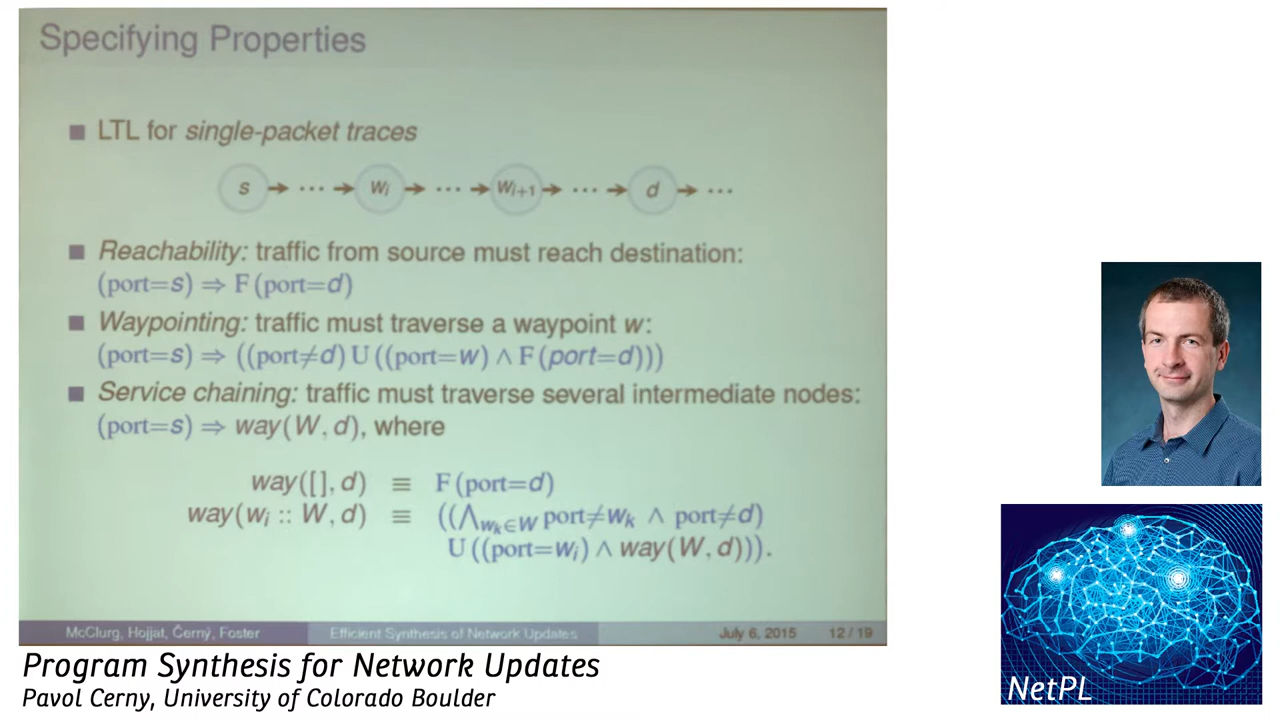 Specifying Properties
■ LTL for single-packet traces
s → ··· → wᵢ → ··· → wᵢ₊₁ → ··· → d → ···
■ Reachability: traffic from source must reach destination:
(port=s) ⇒ F (port=d)
■ Waypointing: traffic must traverse a waypoint w:
(port=s) ⇒ ((port≠d) U ((port=w) ∧ F (port=d)))
■ Service chaining: traffic must traverse several intermediate nodes:
(port=s) ⇒ way(W, d), where
way([], d) ≡ F (port=d)
way(wᵢ :: W, d) ≡ ((⋀wₖ∈W port≠wₖ ∧ port≠d)
U ((port=wᵢ) ∧ way(W, d))).
McClurg, Hojjat, Černý, Foster Efficient Synthesis of Network Updates July 6, 2015 12 / 19
Program Synthesis for Network Updates
Pavol Cerny, University of Colorado Boulder
NetPL